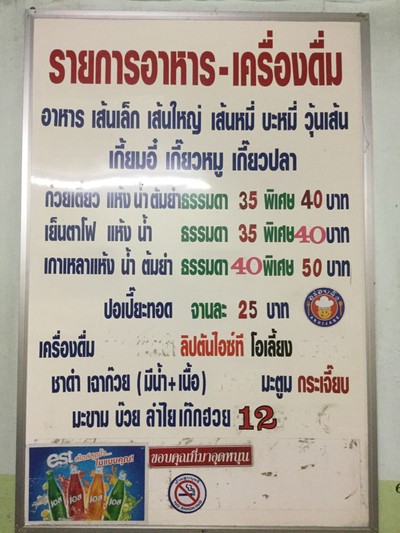 รายการอาหาร - เครื่องดื่ม
อาหาร เส้นเล็ก เส้นใหญ่ เส้นหมี่ บะหมี่ วุ้นเส้น
เกี้ยมอี๋ เกี๊ยวหมู เกี๊ยวปลา
ก๋วยเตี๋ยว แห้ง น้ำ ต้มยำ ธรรมดา 35 พิเศษ 40 บาท
เย็นตาโฟ แห้ง น้ำ ธรรมดา 35 พิเศษ 40 บาท
เกาเหลาแห้ง น้ำ ต้มยำ ธรรมดา 40 พิเศษ 50 บาท
ปอเปี๊ยะทอด จานละ 25 บาท
เครื่องดื่ม ลิปตันไอซ์ที โอเลี้ยง
ชาดำ เฉาก๊วย (มีน้ำ+เนื้อ) มะตูม กระเจี๊ยบ
มะขาม บ๊วย ลำไย เก๊กฮวย 12
est
ขอบคุณที่มาอุดหนุน
เอส เอส เอส เอส